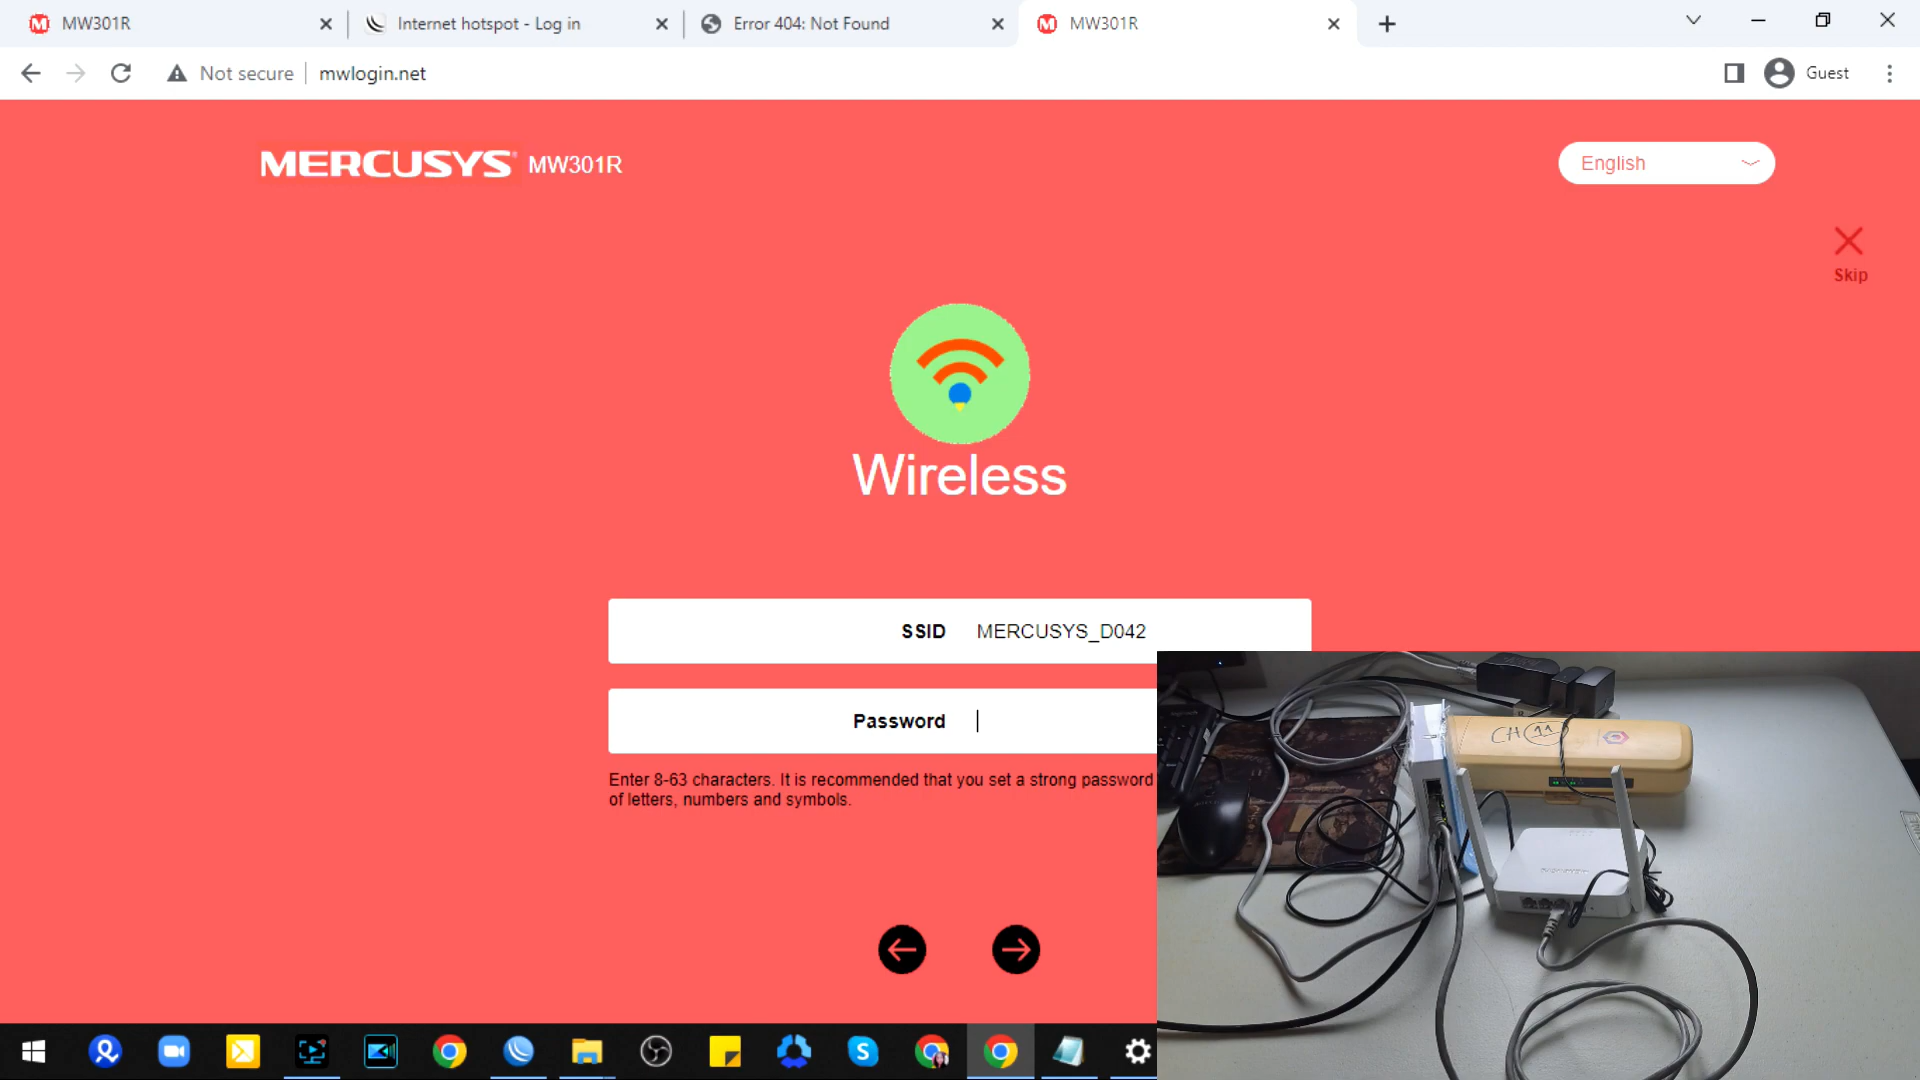 MW301R
Internet hotspot - Log in
Error 404: Not Found
MW301R
Not secure
mwlogin.net
Guest
MERCUSYS MW301R
English
Skip
Wireless
SSID MERCUSYS_D042
Password
Enter 8-63 characters. It is recommended that you set a strong password
of letters, numbers and symbols.
CH 11